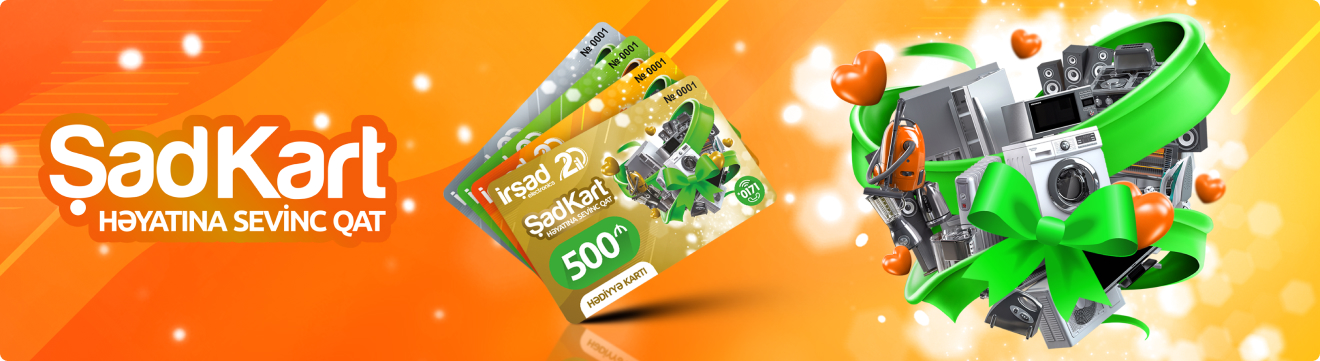 ŞadKart
HƏYATINA SEVİNC QAT
№ 0001
№ 0001
№ 0001
№ 0001
irşad
electronics
ŞadKart
HƏYATINA SEVİNC QAT
500₼
HƏDİYYƏ KARTI
*0171